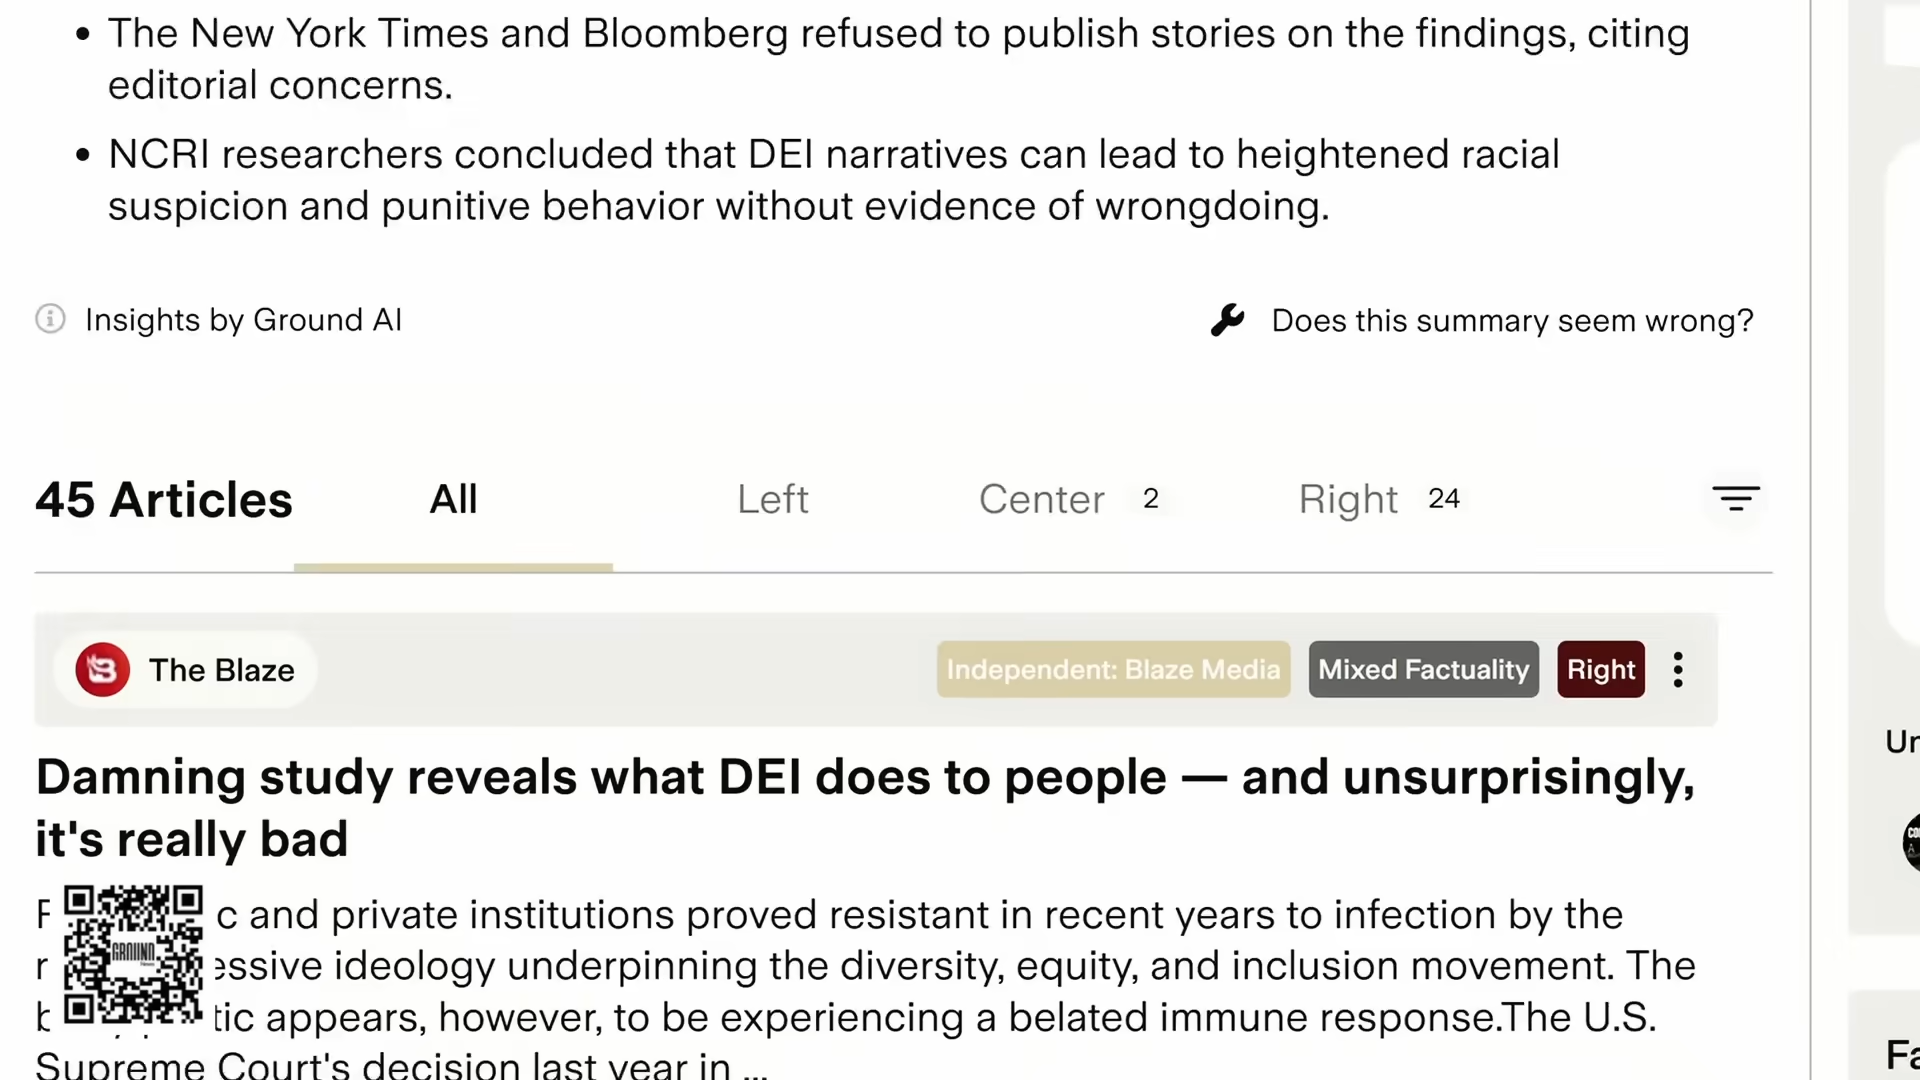 • The New York Times and Bloomberg refused to publish stories on the findings, citing
editorial concerns.
• NCRI researchers concluded that DEI narratives can lead to heightened racial
suspicion and punitive behavior without evidence of wrongdoing.
Insights by Ground AI
Does this summary seem wrong?
45 Articles All Left Center 2 Right 24
The Blaze
Independent: Blaze Media Mixed Factuality Right
Damning study reveals what DEI does to people — and unsurprisingly,
it's really bad
c and private institutions proved resistant in recent years to infection by the
essive ideology underpinning the diversity, equity, and inclusion movement. The
tic appears, however, to be experiencing a belated immune response.The U.S.
Supreme Court's decision last year in ...
GROUND
Un
Fa